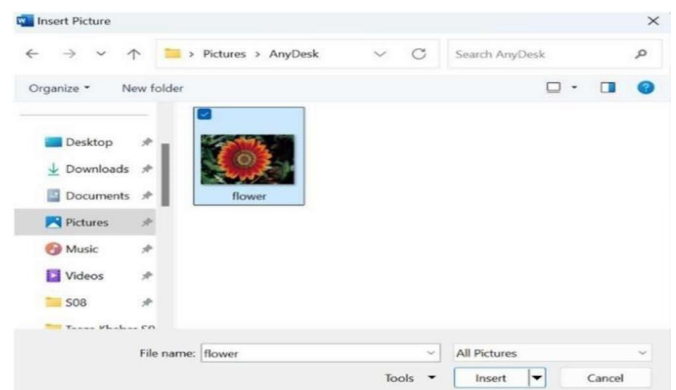 Insert Picture
Pictures > AnyDesk
Search AnyDesk
Organize
New folder
Desktop
Downloads
Documents
Pictures
Music
Videos
S08
flower
File name: flower
All Pictures
Tools
Insert
Cancel